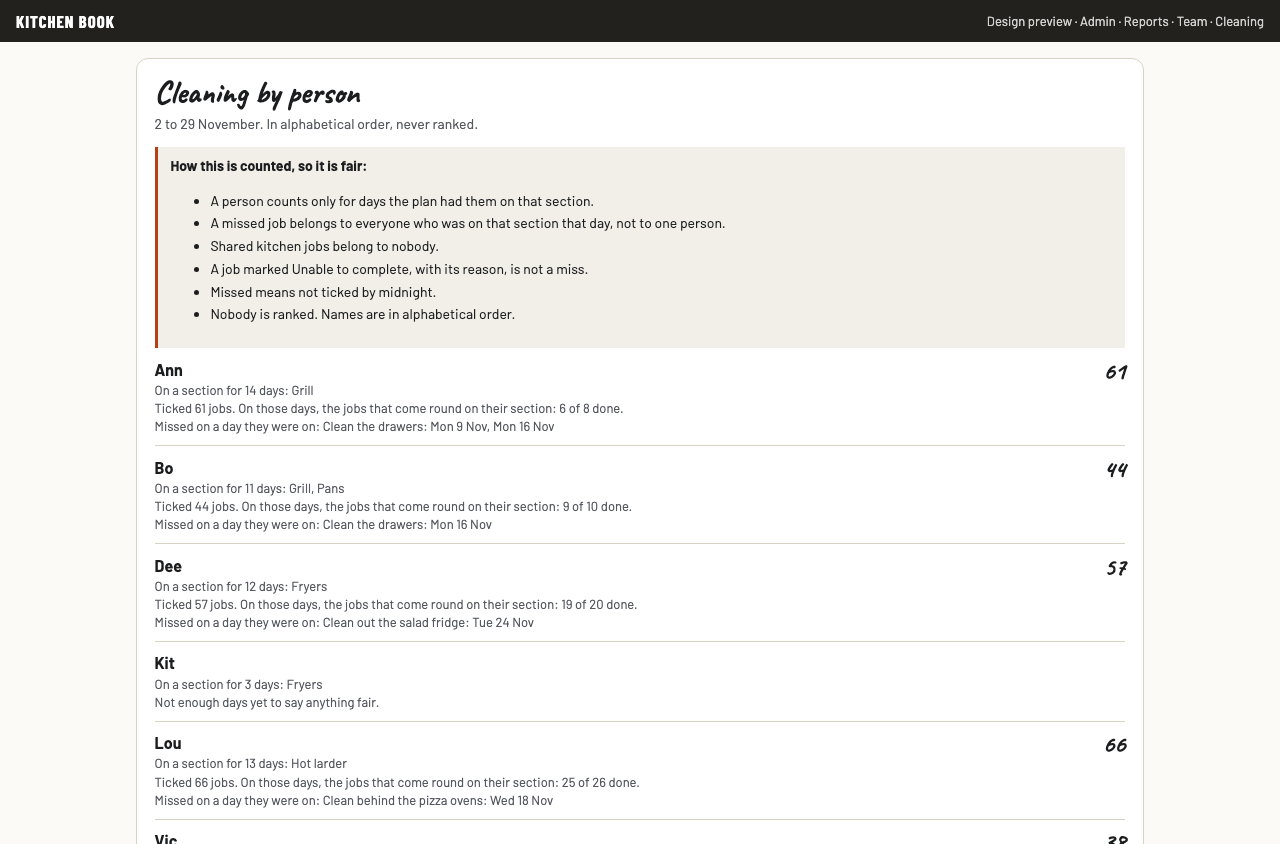 KITCHEN BOOK
Design preview · Admin · Reports · Team · Cleaning
Cleaning by person
2 to 29 November. In alphabetical order, never ranked.
How this is counted, so it is fair:
• A person counts only for days the plan had them on that section.
• A missed job belongs to everyone who was on that section that day, not to one person.
• Shared kitchen jobs belong to nobody.
• A job marked Unable to complete, with its reason, is not a miss.
• Missed means not ticked by midnight.
• Nobody is ranked. Names are in alphabetical order.
Ann
61
On a section for 14 days: Grill
Ticked 61 jobs. On those days, the jobs that come round on their section: 6 of 8 done.
Missed on a day they were on: Clean the drawers: Mon 9 Nov, Mon 16 Nov
Bo
44
On a section for 11 days: Grill, Pans
Ticked 44 jobs. On those days, the jobs that come round on their section: 9 of 10 done.
Missed on a day they were on: Clean the drawers: Mon 16 Nov
Dee
57
On a section for 12 days: Fryers
Ticked 57 jobs. On those days, the jobs that come round on their section: 19 of 20 done.
Missed on a day they were on: Clean out the salad fridge: Tue 24 Nov
Kit
On a section for 3 days: Fryers
Not enough days yet to say anything fair.
Lou
66
On a section for 13 days: Hot larder
Ticked 66 jobs. On those days, the jobs that come round on their section: 25 of 26 done.
Missed on a day they were on: Clean behind the pizza ovens: Wed 18 Nov
Vic